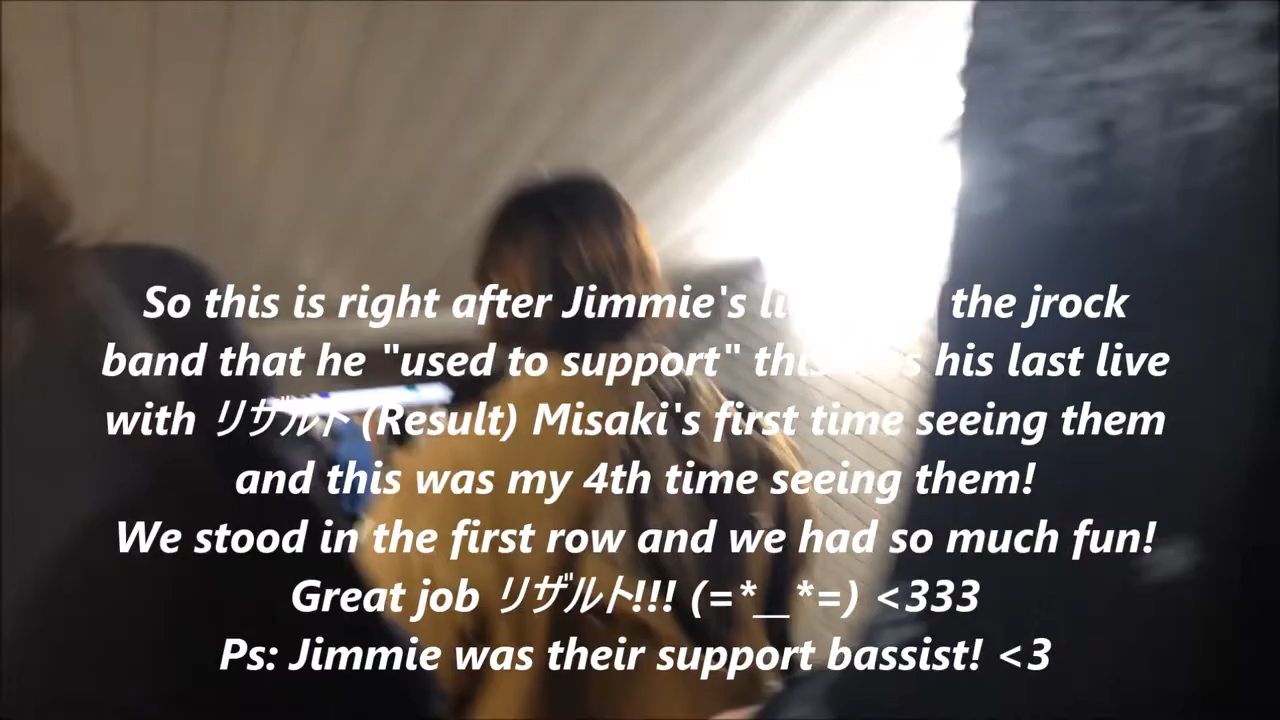 So this is right after Jimmie's the jrock
band that he "used to support" this his last live
with リザルト (Result) Misaki's first time seeing them
and this was my 4th time seeing them!
We stood in the first row and we had so much fun!
Great job リザルト!!! (=*__*=) <333
Ps: Jimmie was their support bassist! <3